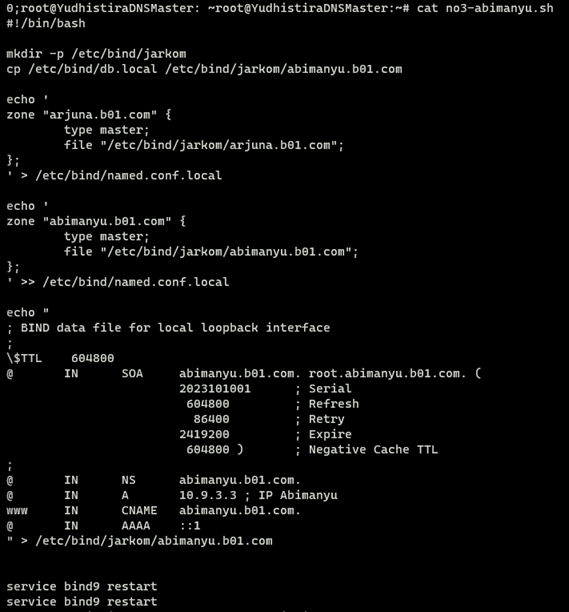 0;root@YudhistiraDNSMaster: ~root@YudhistiraDNSMaster:~# cat no3-abimanyu.sh
#!/bin/bash

mkdir -p /etc/bind/jarkom
cp /etc/bind/db.local /etc/bind/jarkom/abimanyu.b01.com

echo '
zone "arjuna.b01.com" {
        type master;
        file "/etc/bind/jarkom/arjuna.b01.com";
};
' > /etc/bind/named.conf.local

echo '
zone "abimanyu.b01.com" {
        type master;
        file "/etc/bind/jarkom/abimanyu.b01.com";
};
' >> /etc/bind/named.conf.local

echo "
; BIND data file for local loopback interface
;
\$TTL    604800
@       IN      SOA     abimanyu.b01.com. root.abimanyu.b01.com. (
                        2023101001      ; Serial
                         604800         ; Refresh
                          86400         ; Retry
                        2419200         ; Expire
                         604800 )       ; Negative Cache TTL
;
@       IN      NS      abimanyu.b01.com.
@       IN      A       10.9.3.3 ; IP Abimanyu
www     IN      CNAME   abimanyu.b01.com.
@       IN      AAAA    ::1
" > /etc/bind/jarkom/abimanyu.b01.com


service bind9 restart
service bind9 restart